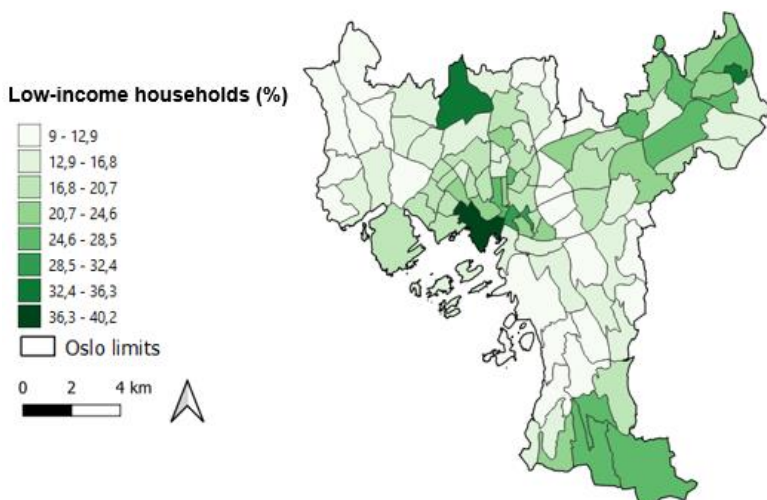 Low-income households (%)
9 - 12,9
12,9 - 16,8
16,8 - 20,7
20,7 - 24,6
24,6 - 28,5
28,5 - 32,4
32,4 - 36,3
36,3 - 40,2
Oslo limits
0 2 4 km